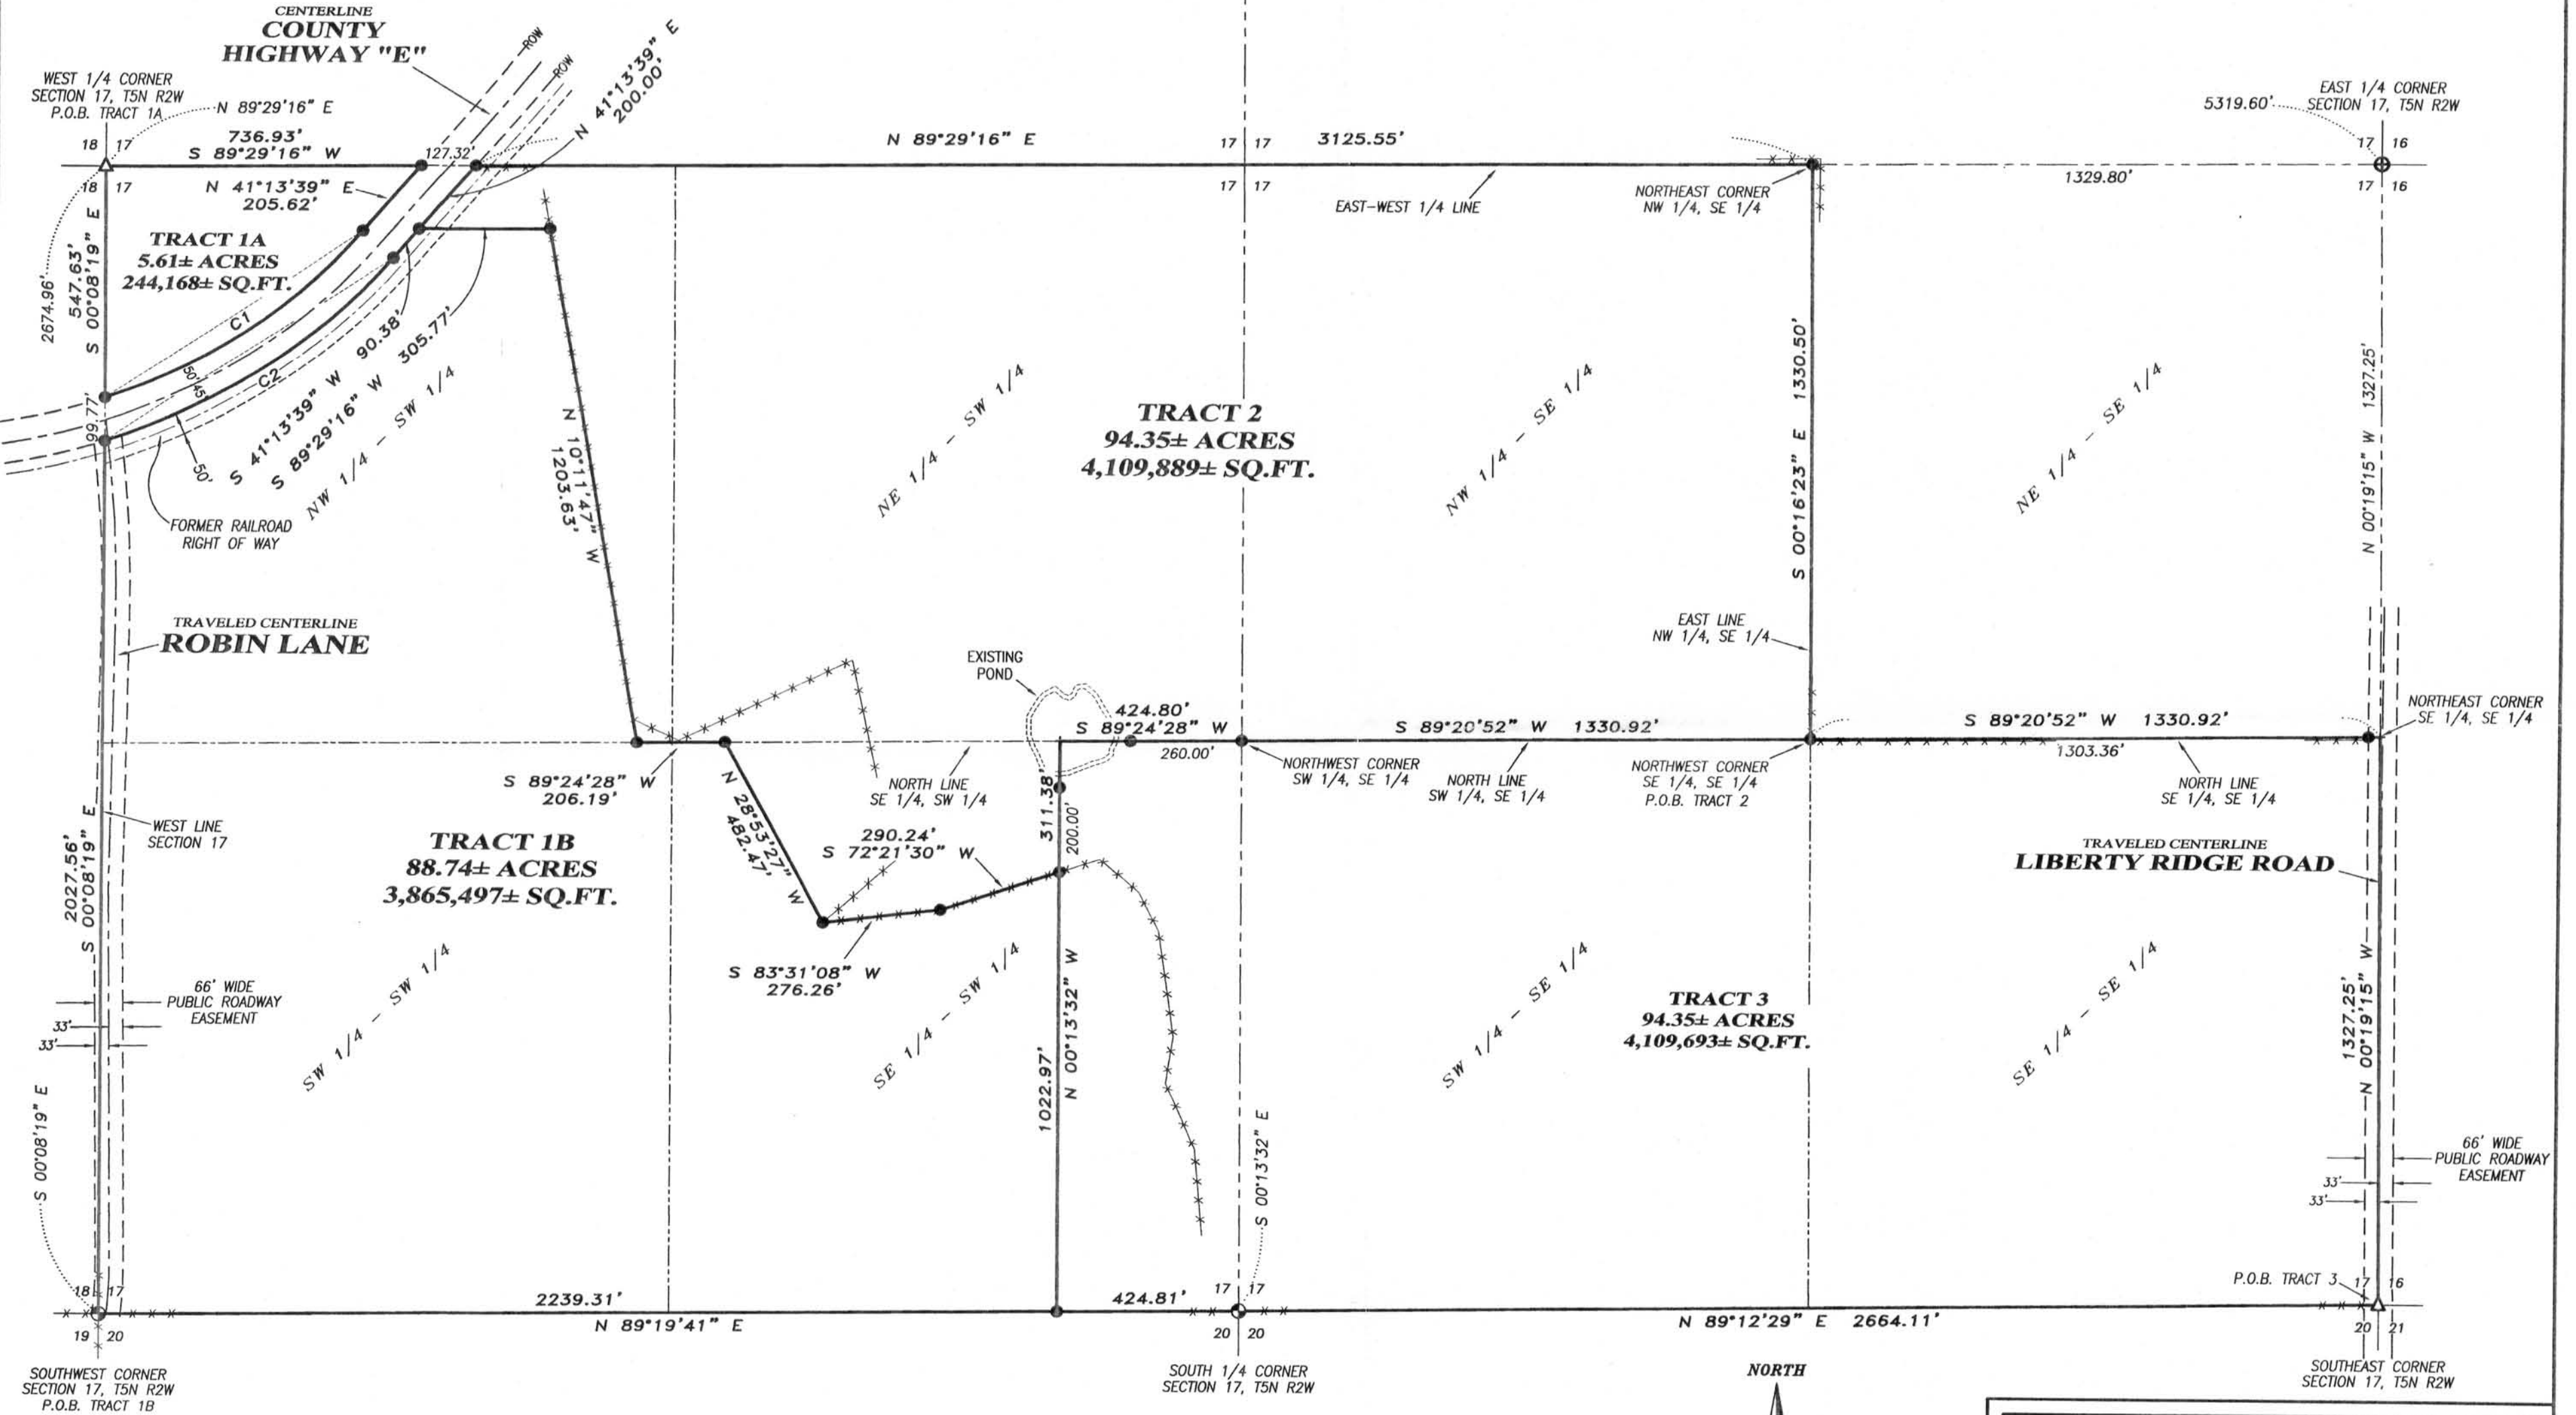 CENTERLINE
COUNTY
HIGHWAY "E"
ROW
ROW
N 41°13'39" E
200.00'
WEST 1/4 CORNER
SECTION 17, T5N R2W
P.O.B. TRACT 1A
N 89°29'16" E
736.93'
S 89°29'16" W
127.32'
18 17
18 17
N 41°13'39" E
205.62'
N 89°29'16" E
17 17
3125.55'
17 17
EAST-WEST 1/4 LINE
NORTHEAST CORNER
NW 1/4, SE 1/4
5319.60'
EAST 1/4 CORNER
SECTION 17, T5N R2W
17 16
17 16
1329.80'
TRACT 1A
5.61± ACRES
244,168± SQ.FT.
2674.96'
547.63'
S 00°08'19" E
C1
C2
50'
45'
50'
99.77'
S 41°13'39" W 90.38'
S 89°29'16" W 305.77'
NW 1/4 - SW 1/4
FORMER RAILROAD
RIGHT OF WAY
N 10°11'47" W
1203.63'
NE 1/4 - SW 1/4
TRACT 2
94.35± ACRES
4,109,889± SQ.FT.
NW 1/4 - SE 1/4
S 00°16'23" E 1330.50'
NE 1/4 - SE 1/4
N 00°19'15" W 1327.25'
TRAVELED CENTERLINE
ROBIN LANE
EAST LINE
NW 1/4, SE 1/4
EXISTING
POND
424.80'
S 89°24'28" W
260.00'
S 89°20'52" W 1330.92'
S 89°20'52" W 1330.92'
1303.36'
NORTHEAST CORNER
SE 1/4, SE 1/4
NORTHWEST CORNER
SW 1/4, SE 1/4
NORTH LINE
SW 1/4, SE 1/4
NORTHWEST CORNER
SE 1/4, SE 1/4
P.O.B. TRACT 2
NORTH LINE
SE 1/4, SE 1/4
S 89°24'28" W
206.19'
NORTH LINE
SE 1/4, SW 1/4
311.38'
200.00'
N 28°53'27" W
482.47'
290.24'
S 72°21'30" W
S 83°31'08" W
276.26'
2027.56'
S 00°08'19" E
WEST LINE
SECTION 17
TRACT 1B
88.74± ACRES
3,865,497± SQ.FT.
TRAVELED CENTERLINE
LIBERTY RIDGE ROAD
SW 1/4 - SW 1/4
SE 1/4 - SW 1/4
SW 1/4 - SE 1/4
SE 1/4 - SE 1/4
TRACT 3
94.35± ACRES
4,109,693± SQ.FT.
66' WIDE
PUBLIC ROADWAY
EASEMENT
33'
33'
1022.97'
N 00°13'32" W
S 00°13'32" E
1327.25'
N 00°19'15" W
66' WIDE
PUBLIC ROADWAY
EASEMENT
33'
33'
S 00°08'19" E
18 17
19 20
2239.31'
N 89°19'41" E
424.81'
17 17
20 20
N 89°12'29" E 2664.11'
P.O.B. TRACT 3
17 16
20 21
SOUTHWEST CORNER
SECTION 17, T5N R2W
P.O.B. TRACT 1B
SOUTH 1/4 CORNER
SECTION 17, T5N R2W
NORTH
SOUTHEAST CORNER
SECTION 17, T5N R2W